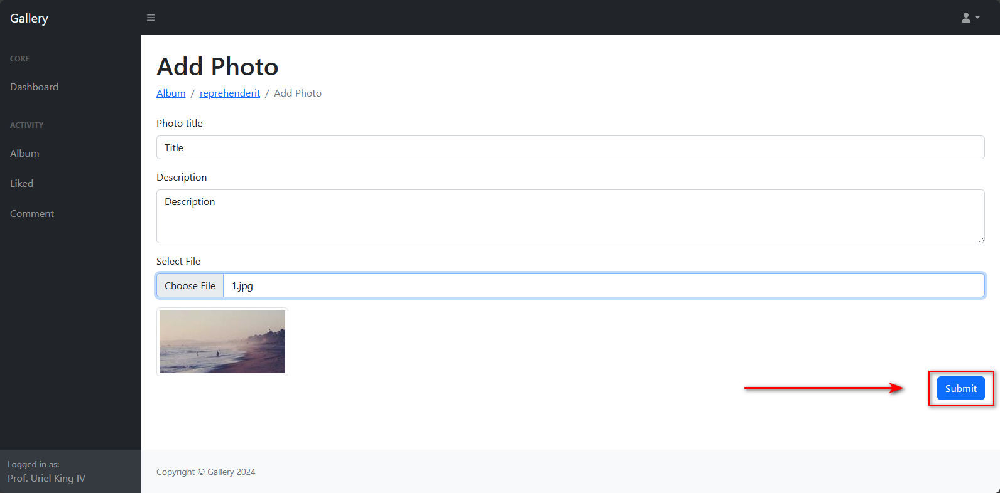 Gallery
CORE
Dashboard
ACTIVITY
Album
Liked
Comment
Logged in as:
Prof. Uriel King IV
Add Photo
Album / reprehenderit / Add Photo
Photo title
Title
Description
Description
Select File
Choose File 1.jpg
Submit
Copyright © Gallery 2024